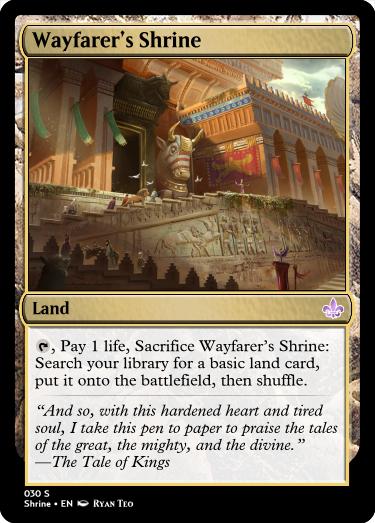 Wayfarer's Shrine
Land
, Pay 1 life, Sacrifice Wayfarer's Shrine:
Search your library for a basic land card,
put it onto the battlefield, then shuffle.
“And so, with this hardened heart and tired
soul, I take this pen to paper to praise the tales
of the great, the mighty, and the divine.”
—The Tale of Kings
030 S
Shrine • EN Ryan Teo